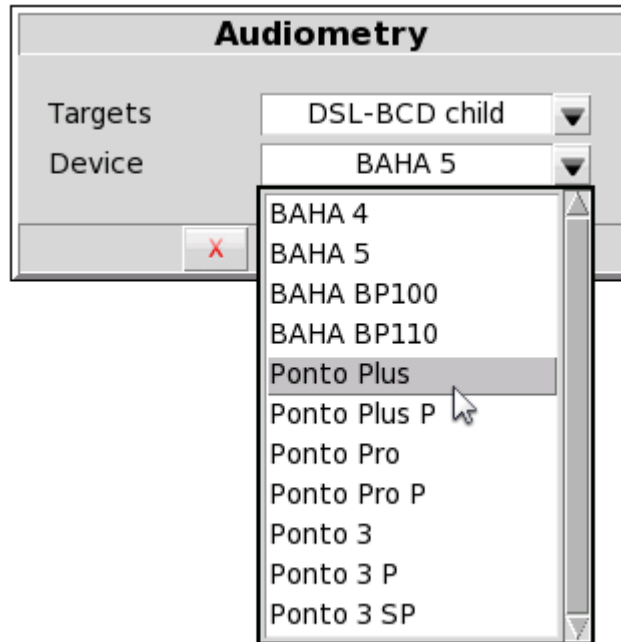 Audiometry
Targets DSL-BCD child
Device BAHA 5
BAHA 4
X
BAHA 5
BAHA BP100
BAHA BP110
Ponto Plus
Ponto Plus P
Ponto Pro
Ponto Pro P
Ponto 3
Ponto 3 P
Ponto 3 SP